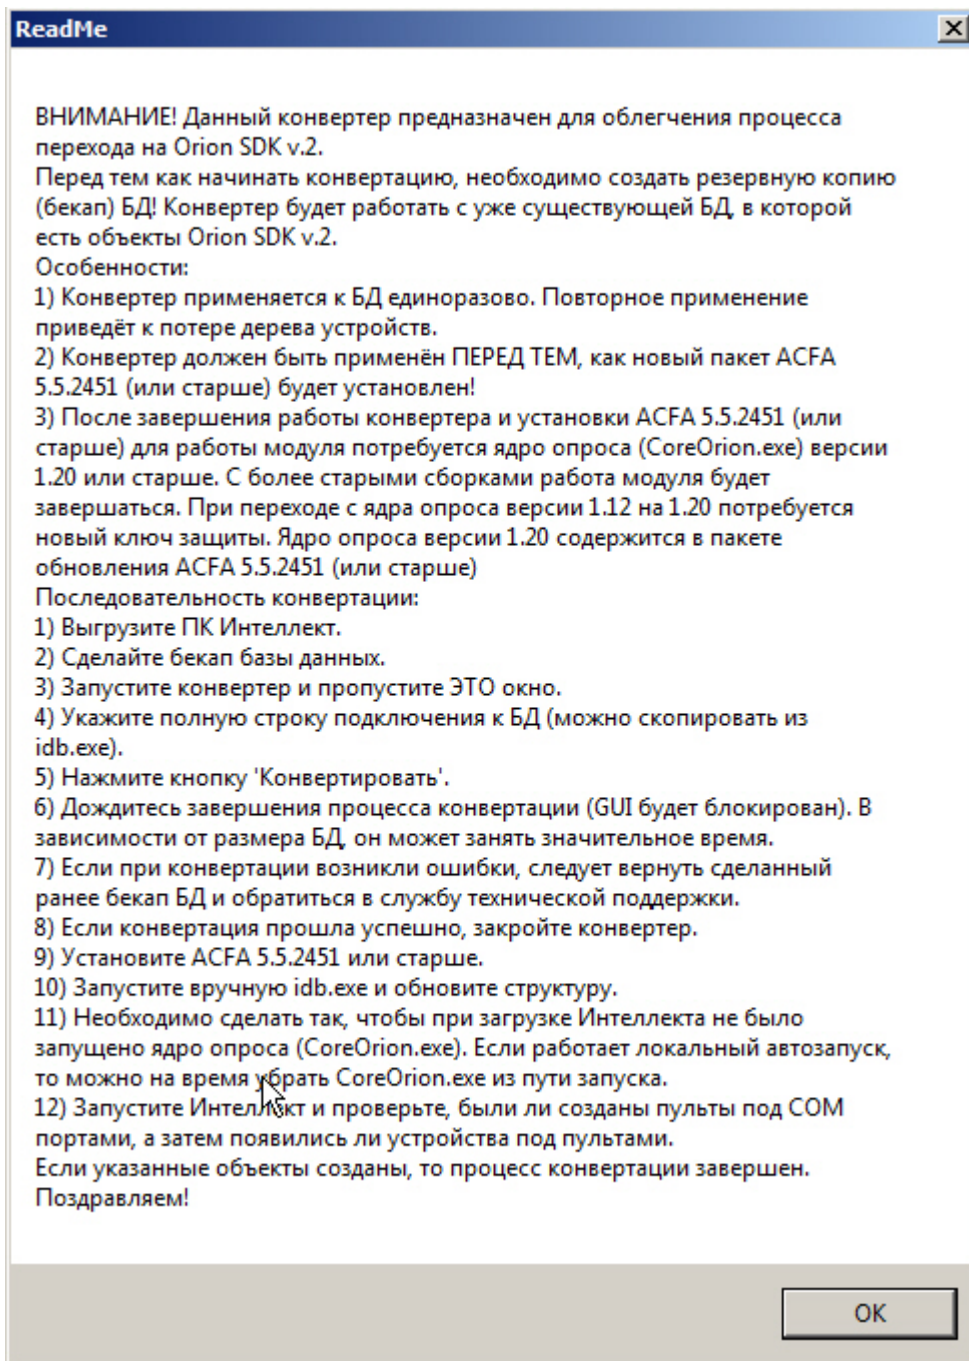 ReadMe
ВНИМАНИЕ! Данный конвертер предназначен для облегчения процесса
перехода на Orion SDK v.2.
Перед тем как начинать конвертацию, необходимо создать резервную копию
(бекап) БД! Конвертер будет работать с уже существующей БД, в которой
есть объекты Orion SDK v.2.
Особенности:
1) Конвертер применяется к БД единоразово. Повторное применение
приведёт к потере дерева устройств.
2) Конвертер должен быть применён ПЕРЕД ТЕМ, как новый пакет ACFA
5.5.2451 (или старше) будет установлен!
3) После завершения работы конвертера и установки ACFA 5.5.2451 (или
старше) для работы модуля потребуется ядро опроса (CoreOrion.exe) версии
1.20 или старше. С более старыми сборками работа модуля будет
завершаться. При переходе с ядра опроса версии 1.12 на 1.20 потребуется
новый ключ защиты. Ядро опроса версии 1.20 содержится в пакете
обновления ACFA 5.5.2451 (или старше)
Последовательность конвертации:
1) Выгрузите ПК Интеллект.
2) Сделайте бекап базы данных.
3) Запустите конвертер и пропустите ЭТО окно.
4) Укажите полную строку подключения к БД (можно скопировать из
idb.exe).
5) Нажмите кнопку 'Конвертировать'.
6) Дождитесь завершения процесса конвертации (GUI будет блокирован). В
зависимости от размера БД, он может занять значительное время.
7) Если при конвертации возникли ошибки, следует вернуть сделанный
ранее бекап БД и обратиться в службу технической поддержки.
8) Если конвертация прошла успешно, закройте конвертер.
9) Установите ACFA 5.5.2451 или старше.
10) Запустите вручную idb.exe и обновите структуру.
11) Необходимо сделать так, чтобы при загрузке Интеллекта не было
запущено ядро опроса (CoreOrion.exe). Если работает локальный автозапуск,
то можно на время убрать CoreOrion.exe из пути запуска.
12) Запустите Интеллект и проверьте, были ли созданы пульты под COM
портами, а затем появились ли устройства под пультами.
Если указанные объекты созданы, то процесс конвертации завершен.
Поздравляем!
OK